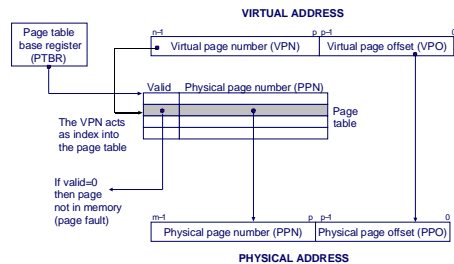 VIRTUAL ADDRESS
n–1
p p–1
0
Page table
base register
(PTBR)
Virtual page number (VPN)
Virtual page offset (VPO)
Valid
Physical page number (PPN)
The VPN acts
as index into
the page table
Page
table
If valid=0
then page
not in memory
(page fault)
m–1
p p–1
0
Physical page number (PPN)
Physical page offset (PPO)
PHYSICAL ADDRESS